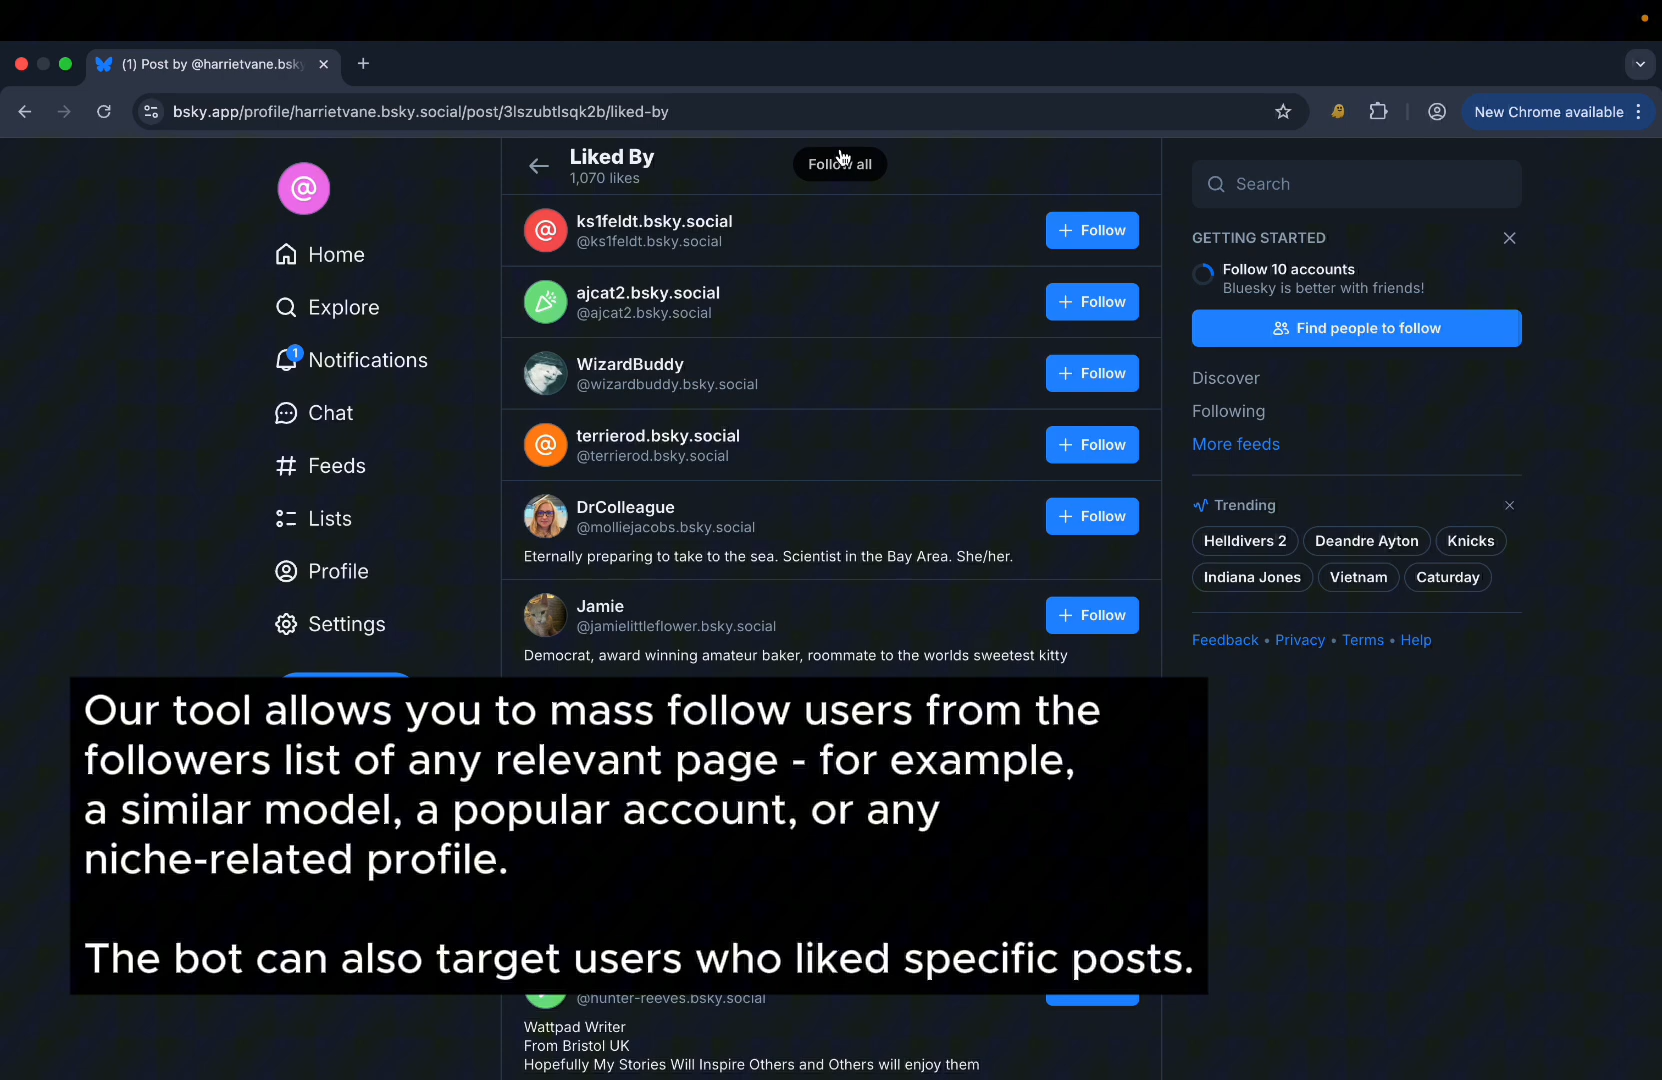 (1) Post by @harrietvane.bsky
bsky.app/profile/harrietvane.bsky.social/post/3lszubtlsqk2b/liked-by
New Chrome available
Liked By
1,070 likes
Follow all
@
Home
Explore
1
Notifications
Chat
Feeds
Lists
Profile
Settings
@
ks1feldt.bsky.social
@ks1feldt.bsky.social
+ Follow
ajcat2.bsky.social
@ajcat2.bsky.social
+ Follow
WizardBuddy
@wizardbuddy.bsky.social
+ Follow
@
terrierod.bsky.social
@terrierod.bsky.social
+ Follow
DrColleague
@molliejacobs.bsky.social
+ Follow
Eternally preparing to take to the sea. Scientist in the Bay Area. She/her.
Jamie
@jamielittleflower.bsky.social
+ Follow
Democrat, award winning amateur baker, roommate to the worlds sweetest kitty
Our tool allows you to mass follow users from the
followers list of any relevant page - for example,
a similar model, a popular account, or any
niche-related profile.
The bot can also target users who liked specific posts.
@hunter-reeves.bsky.social
Wattpad Writer
From Bristol UK
Hopefully My Stories Will Inspire Others and Others will enjoy them
Search
GETTING STARTED
Follow 10 accounts
Bluesky is better with friends!
Find people to follow
Discover
Following
More feeds
Trending
Helldivers 2
Deandre Ayton
Knicks
Indiana Jones
Vietnam
Caturday
Feedback • Privacy • Terms • Help